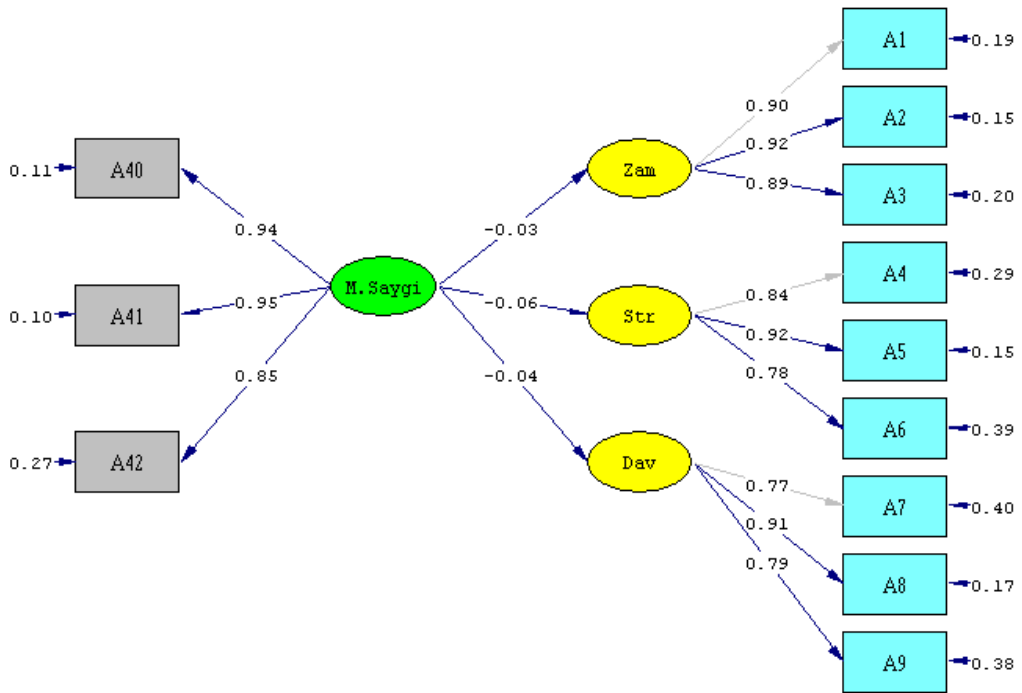 A1
0.19
0.90
A2
0.15
0.92
0.11
A40
Zam
0.89
A3
0.20
0.94
-0.03
A4
0.29
M.Saygi
0.84
0.95
-0.06
0.10
A41
Str
0.92
A5
0.15
0.85
-0.04
0.78
A6
0.39
0.27
A42
Dav
0.77
A7
0.40
0.91
0.79
A8
0.17
A9
0.38